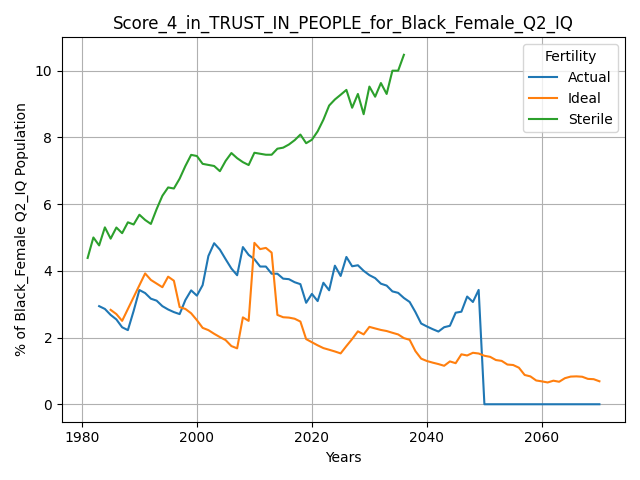 Score_4_in_TRUST_IN_PEOPLE_for_Black_Female_Q2_IQ
Fertility
Actual
Ideal
Sterile
% of Black_Female Q2_IQ Population
10
8
6
4
2
0
1980
2000
2020
2040
2060
Years